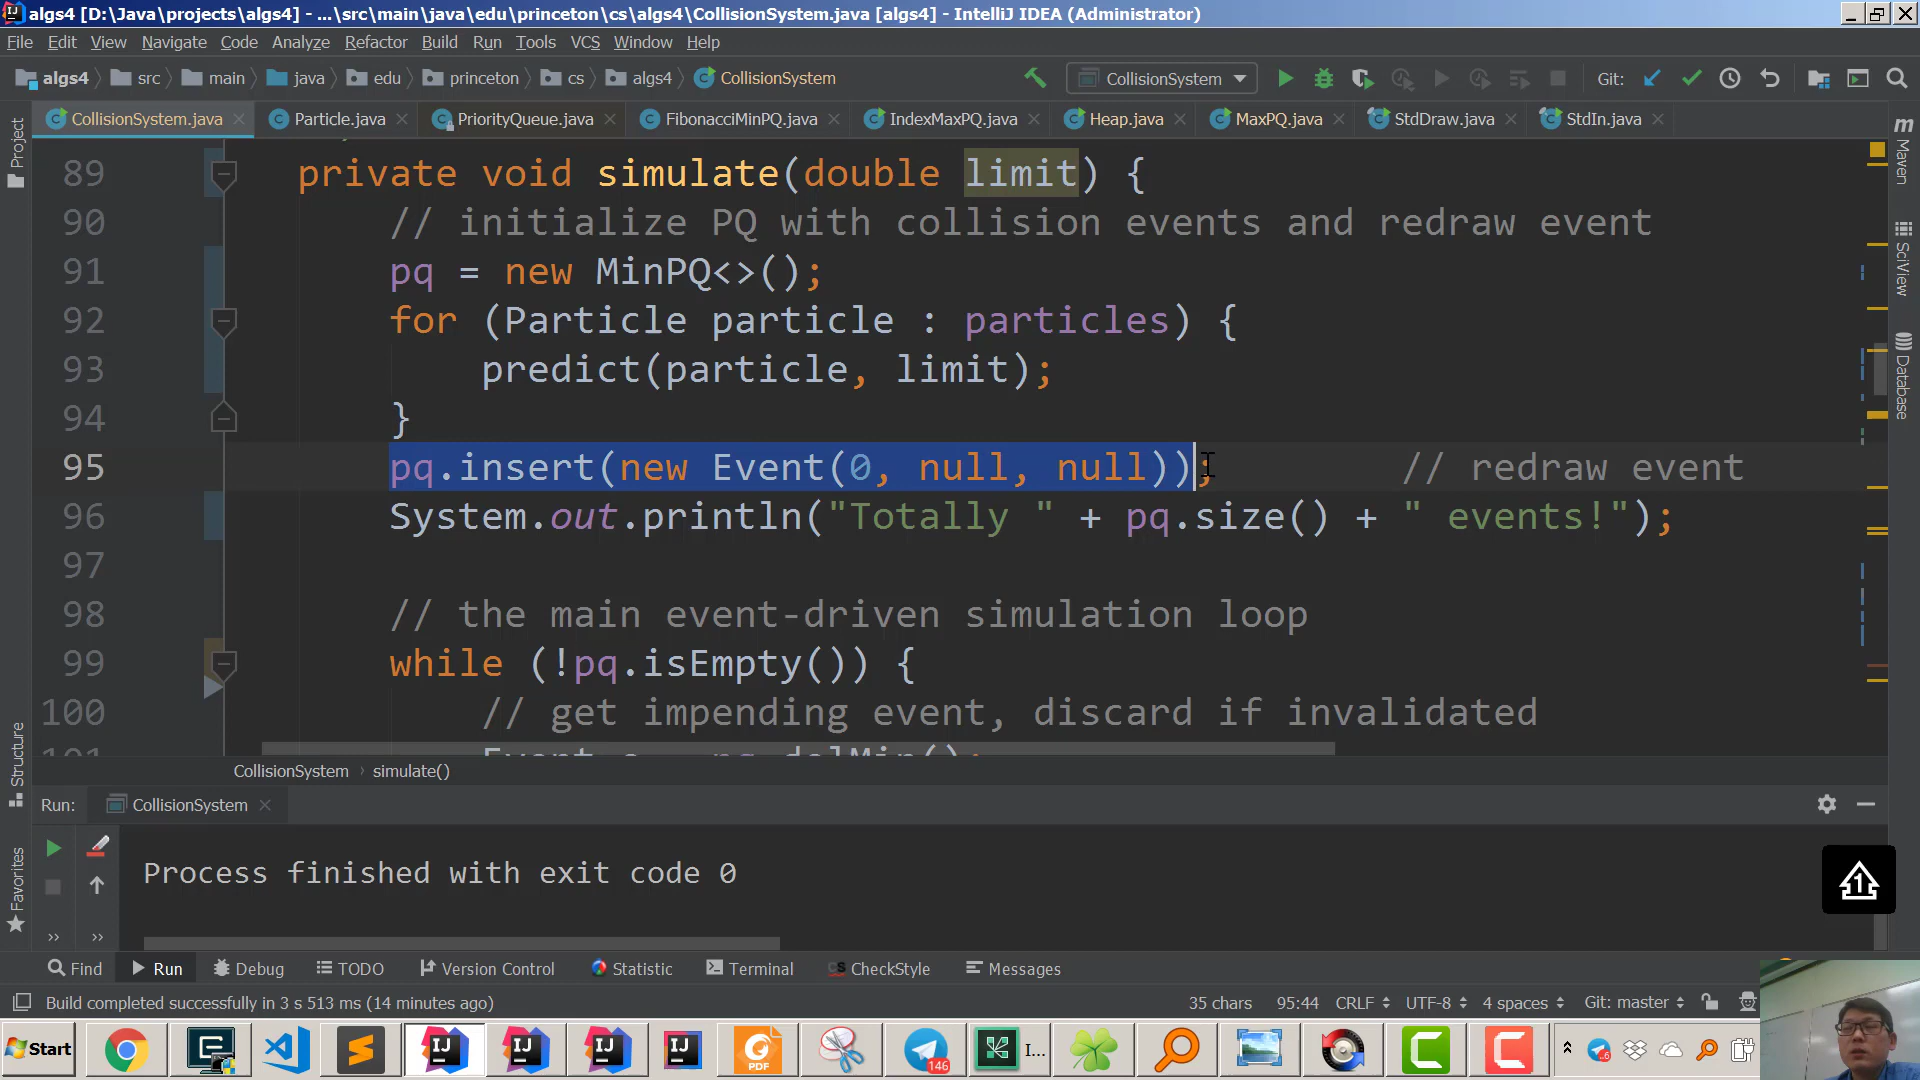 algs4 [D:\Java\projects\algs4] - ...\src\main\java\edu\princeton\cs\algs4\CollisionSystem.java [algs4] - IntelliJ IDEA (Administrator)
File Edit View Navigate Code Analyze Refactor Build Run Tools VCS Window Help
algs4 src main java edu princeton cs algs4 CollisionSystem CollisionSystem Git:
CollisionSystem.java Particle.java PriorityQueue.java FibonacciMinPQ.java IndexMaxPQ.java Heap.java MaxPQ.java StdDraw.java StdIn.java
Project
Structure
Favorites
Maven
SciView
Database
89 private void simulate(double limit) {
90 // initialize PQ with collision events and redraw event
91 pq = new MinPQ<>();
92 for (Particle particle : particles) {
93 predict(particle, limit);
94 }
95 pq.insert(new Event(0, null, null)); // redraw event
96 System.out.println("Totally " + pq.size() + " events!");
97
98 // the main event-driven simulation loop
99 while (!pq.isEmpty()) {
100 // get impending event, discard if invalidated
CollisionSystem › simulate()
Run: CollisionSystem
Process finished with exit code 0
Find Run Debug TODO Version Control Statistic Terminal CheckStyle Messages
Build completed successfully in 3 s 513 ms (14 minutes ago) 35 chars 95:44 CRLF UTF-8 4 spaces Git: master
Start I... 146